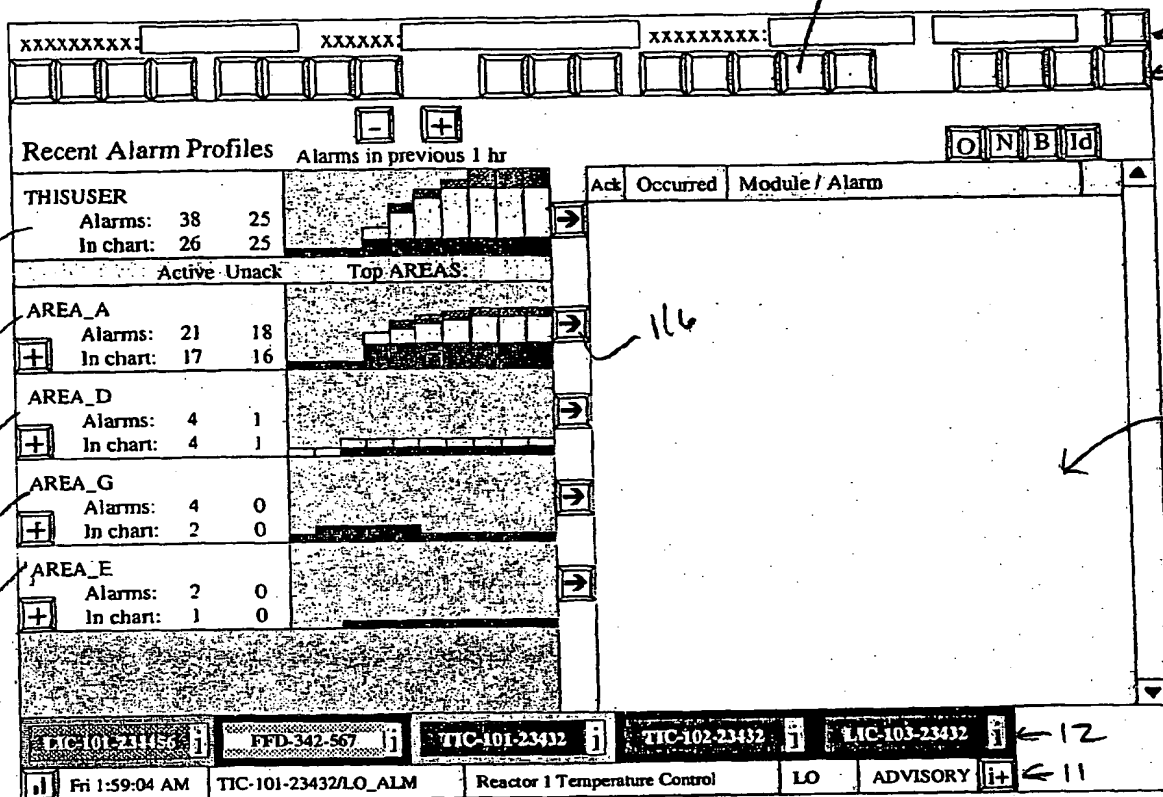 xxxxxxxxx: xxxxxx: xxxxxxxxx:
- +
Recent Alarm Profiles Alarms in previous 1 hr
O N B Id
Ack Occurred Module / Alarm
THISUSER
Alarms: 38 25
In chart: 26 25
Active Unack Top AREAS:
AREA_A
Alarms: 21 18
+ In chart: 17 16
116
AREA_D
Alarms: 4 1
+ In chart: 4 1
AREA_G
Alarms: 4 0
+ In chart: 2 0
AREA_E
Alarms: 2 0
+ In chart: 1 0
i FFD-342-567 i TIC-101-23432 i TIC-102-23432 i LIC-103-23432 i 12
Fri 1:59:04 AM TIC-101-23432/LO_ALM Reactor 1 Temperature Control LO ADVISORY i+ 11